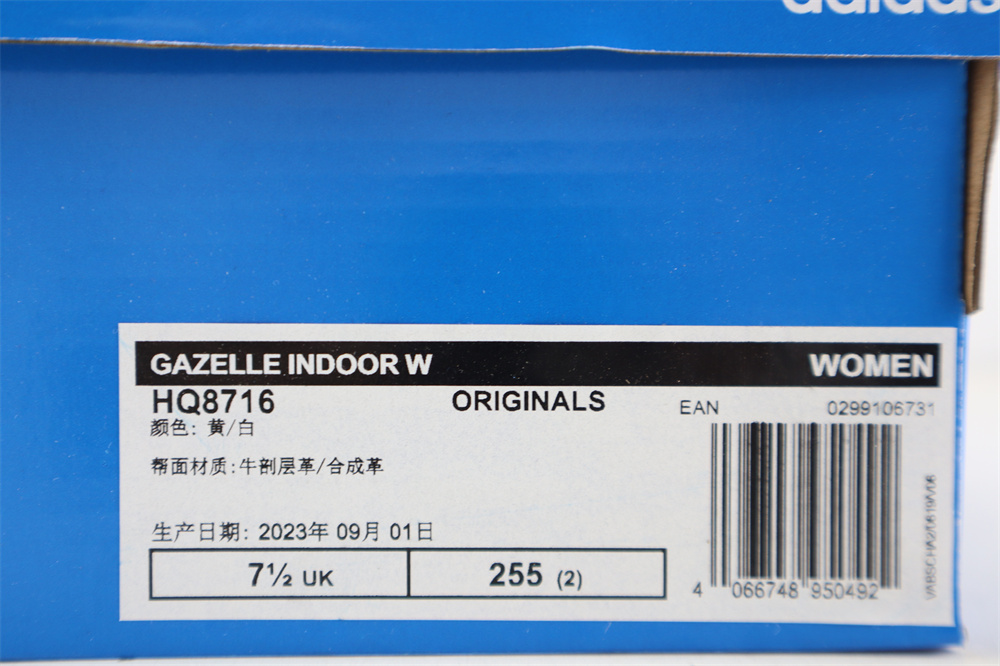 adidas
GAZELLE INDOOR W WOMEN
HQ8716 ORIGINALS EAN 0299106731
颜色: 黄/白
帮面材质:牛剖层革/合成革
生产日期: 2023年 09月 01日
7½ UK 255 (2)
4 066748 950492